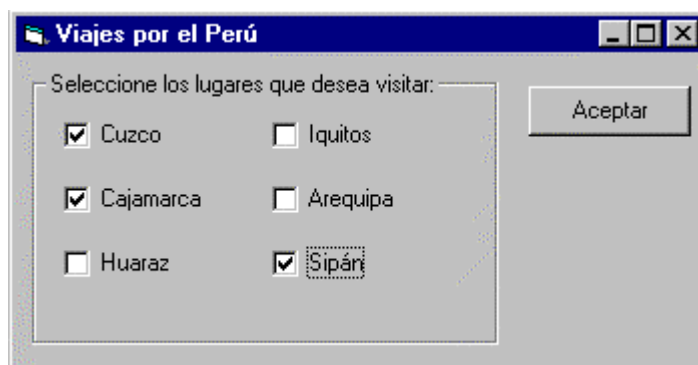 Viajes por el Perú
Seleccione los lugares que desea visitar:
Aceptar
Cuzco Iquitos
Cajamarca Arequipa
Huaraz Sipán